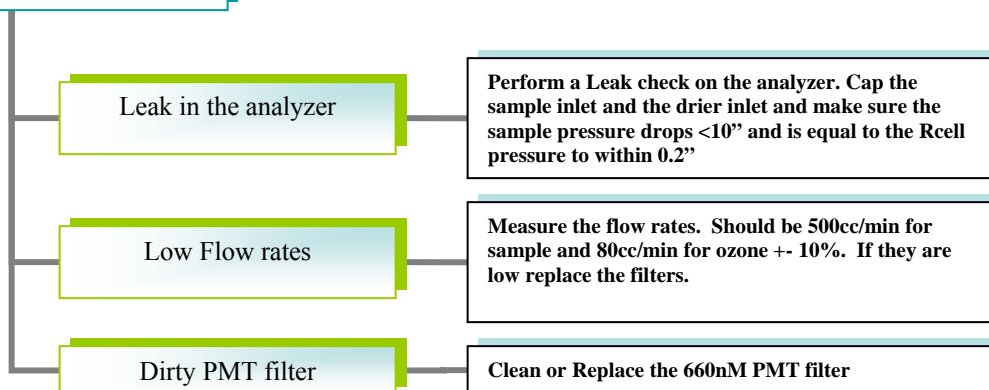 Leak in the analyzer
Perform a Leak check on the analyzer. Cap the
sample inlet and the drier inlet and make sure the
sample pressure drops <10” and is equal to the Rcell
pressure to within 0.2”
Low Flow rates
Measure the flow rates.  Should be 500cc/min for
sample and 80cc/min for ozone +- 10%.  If they are
low replace the filters.
Dirty PMT filter
Clean or Replace the 660nM PMT filter